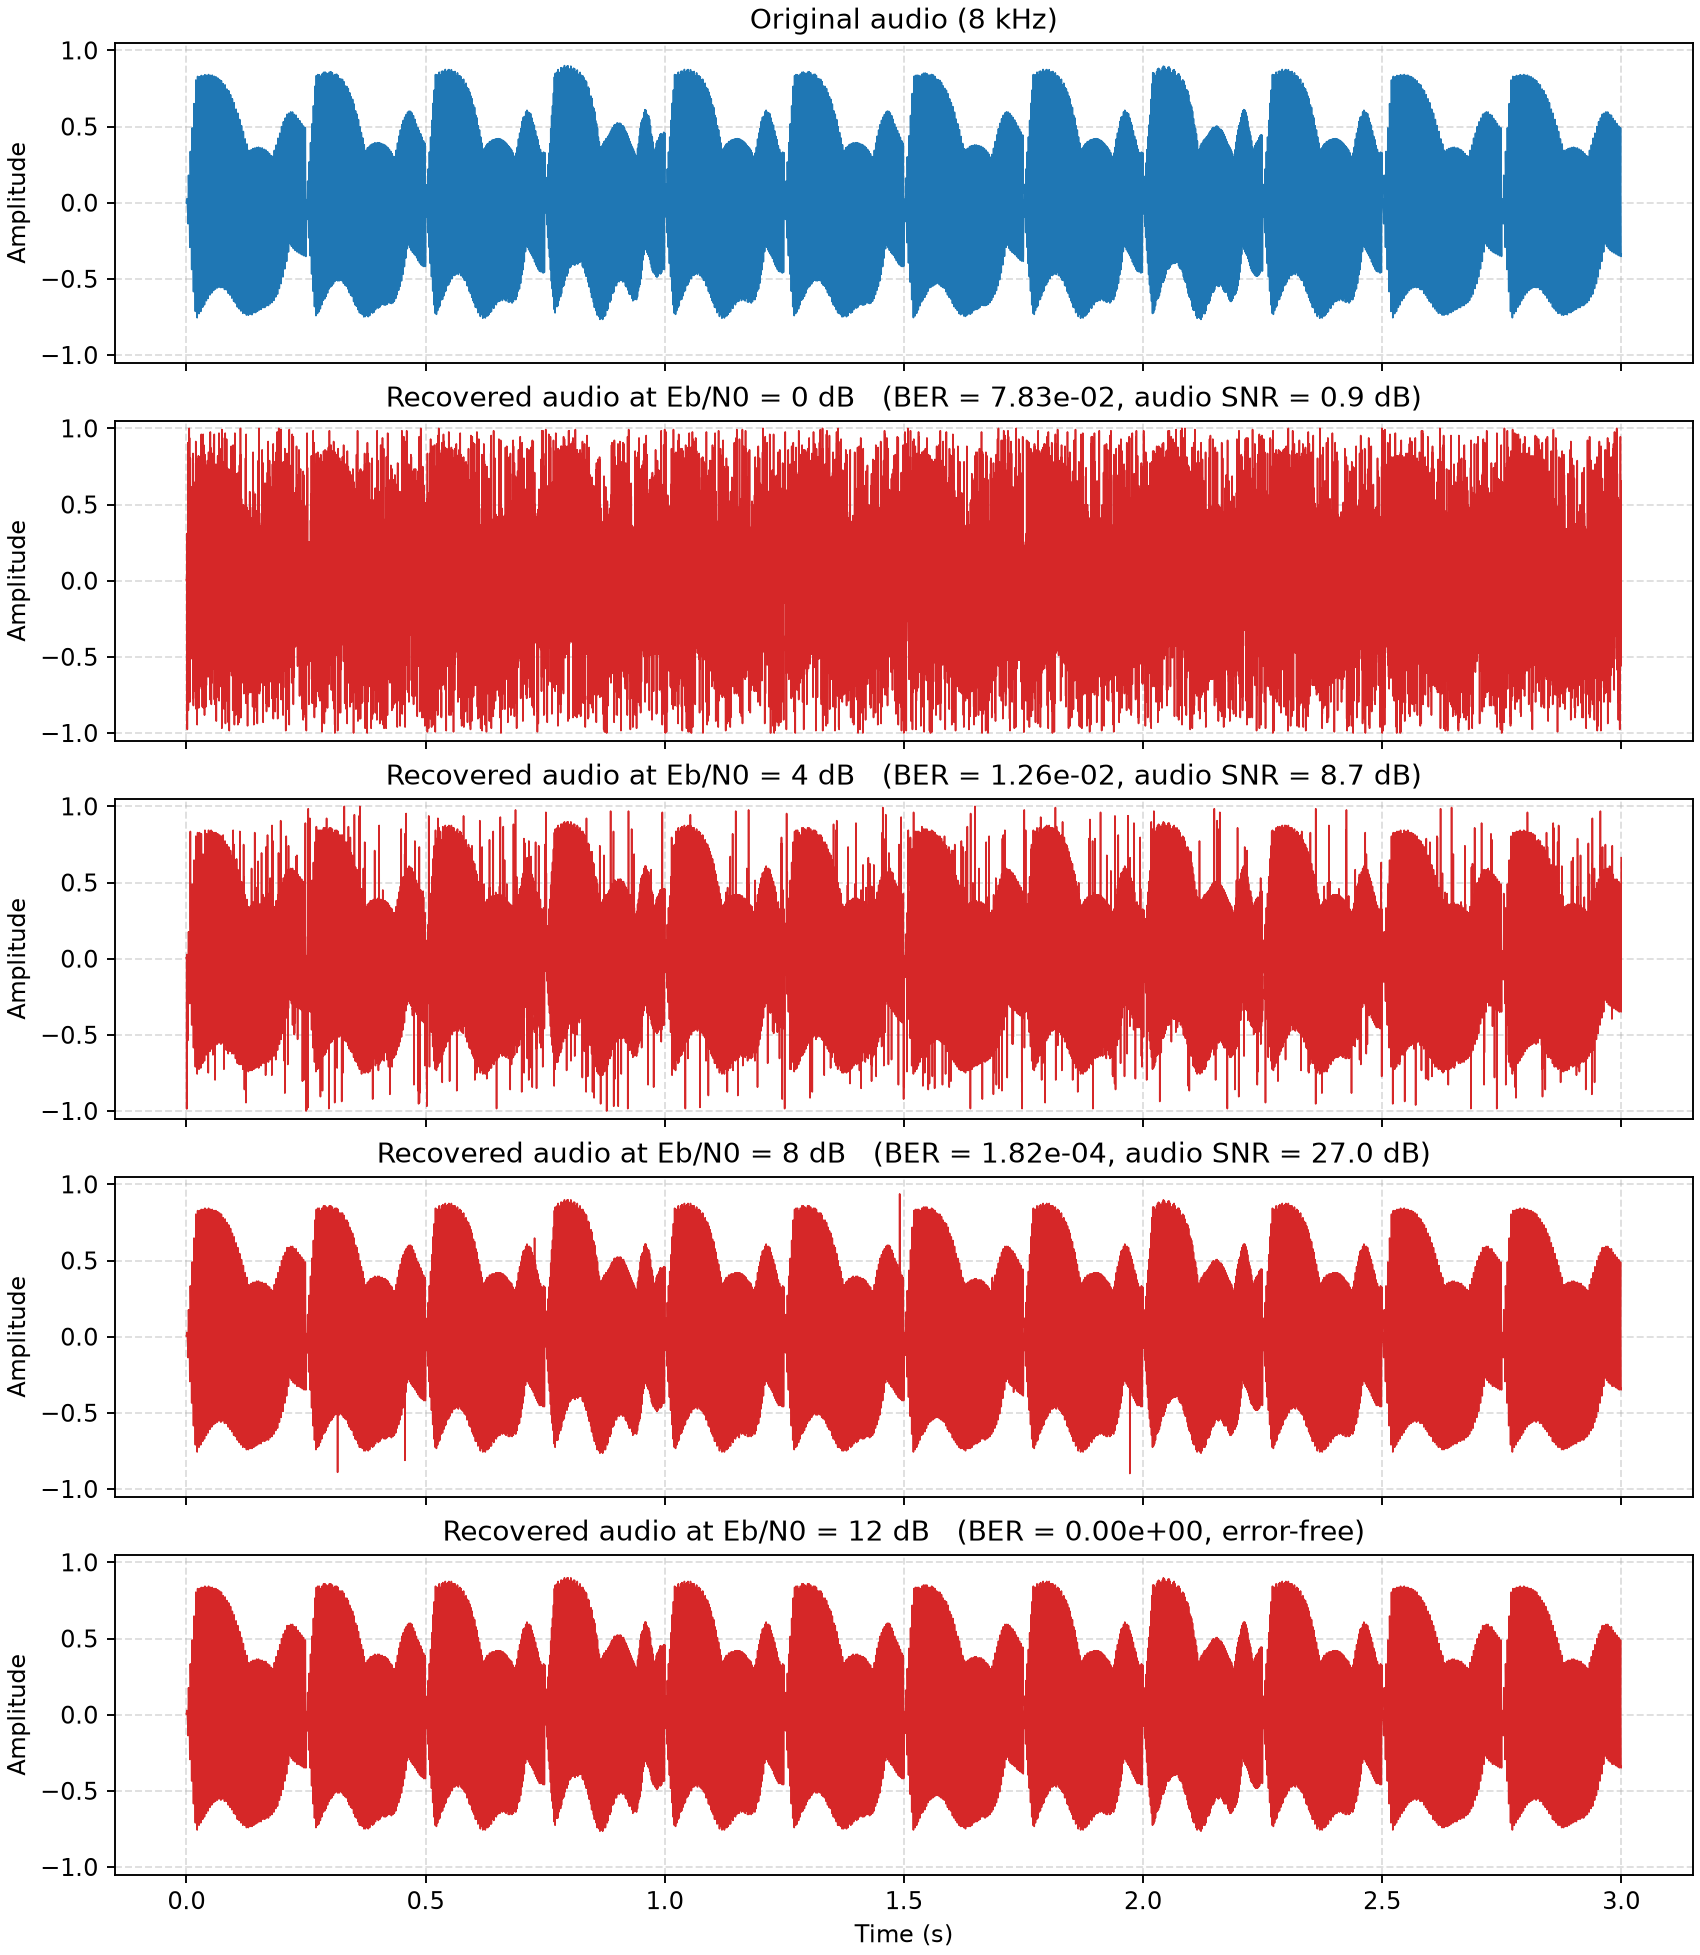 Original audio (8 kHz)
1.0
0.5
0.0
−0.5
−1.0
Amplitude
Recovered audio at Eb/N0 = 0 dB   (BER = 7.83e-02, audio SNR = 0.9 dB)
1.0
0.5
0.0
−0.5
−1.0
Amplitude
Recovered audio at Eb/N0 = 4 dB   (BER = 1.26e-02, audio SNR = 8.7 dB)
1.0
0.5
0.0
−0.5
−1.0
Amplitude
Recovered audio at Eb/N0 = 8 dB   (BER = 1.82e-04, audio SNR = 27.0 dB)
1.0
0.5
0.0
−0.5
−1.0
Amplitude
Recovered audio at Eb/N0 = 12 dB   (BER = 0.00e+00, error-free)
1.0
0.5
0.0
−0.5
−1.0
Amplitude
0.0 0.5 1.0 1.5 2.0 2.5 3.0
Time (s)